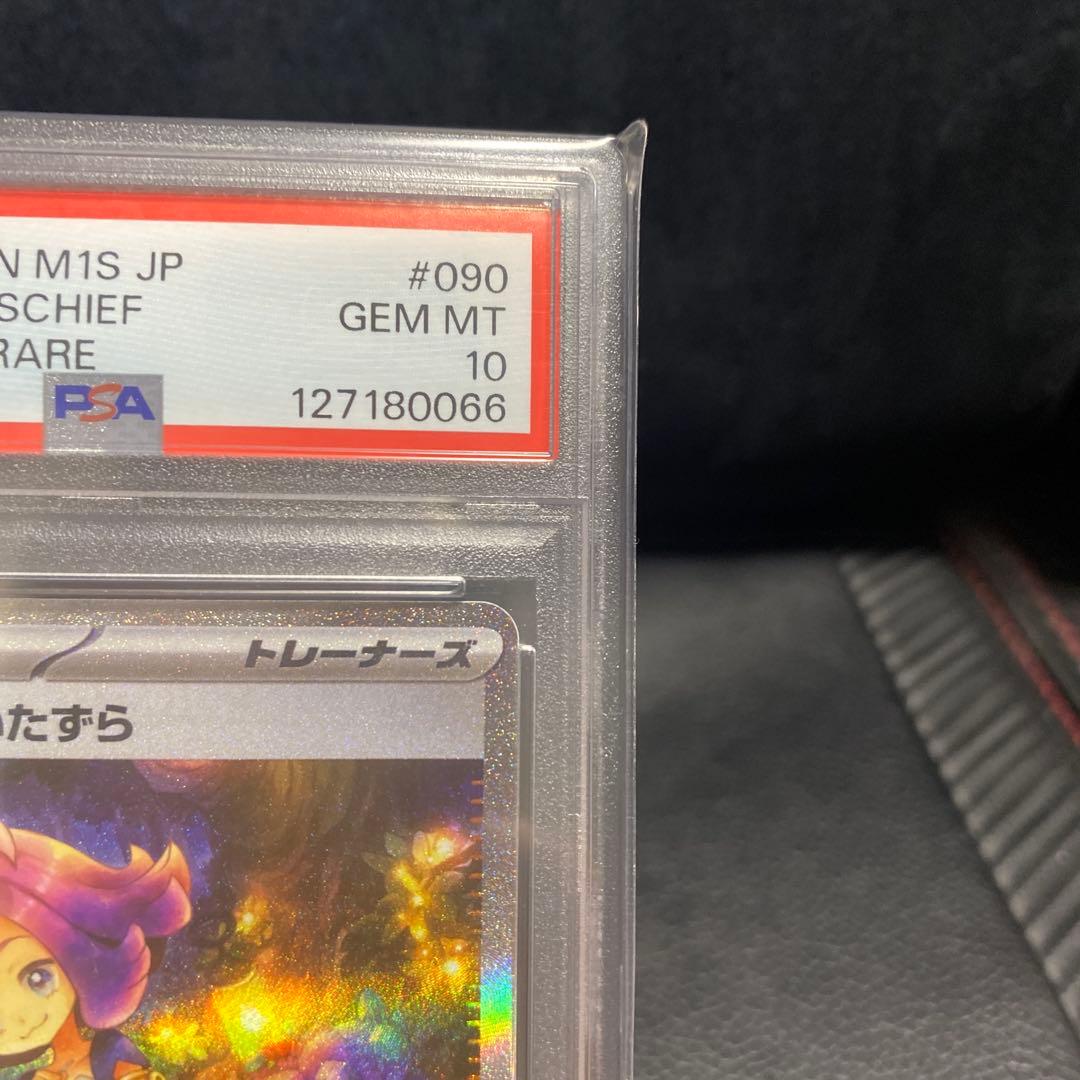 N M1S JP #090
SCHIEF GEM MT
RARE 10
PSA 127180066
トレーナーズ
たずら